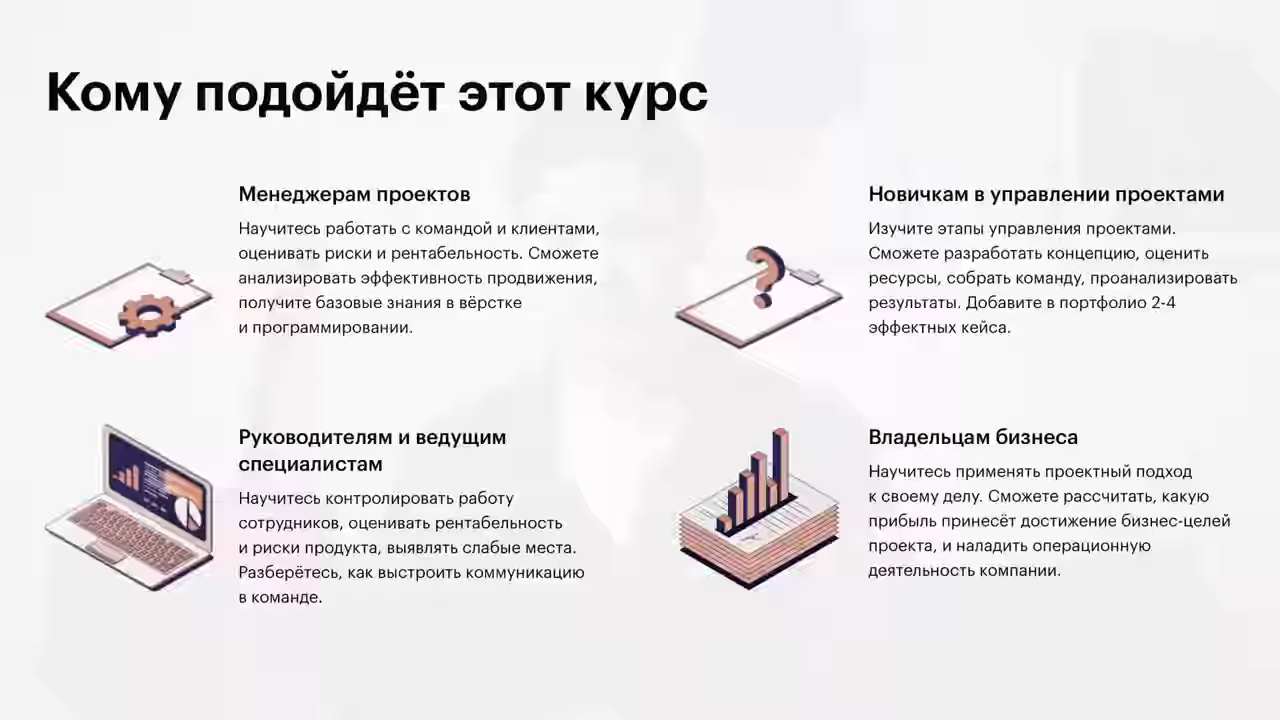 Кому подойдёт этот курс
Менеджерам проектов
Научитесь работать с командой и клиентами,
оценивать риски и рентабельность. Сможете
анализировать эффективность продвижения,
получите базовые знания в вёрстке
и программировании.
Новичкам в управлении проектами
Изучите этапы управления проектами.
Сможете разработать концепцию, оценить
ресурсы, собрать команду, проанализировать
результаты. Добавите в портфолио 2-4
эффектных кейса.
Руководителям и ведущим
специалистам
Научитесь контролировать работу
сотрудников, оценивать рентабельность
и риски продукта, выявлять слабые места.
Разберётесь, как выстроить коммуникацию
в команде.
Владельцам бизнеса
Научитесь применять проектный подход
к своему делу. Сможете рассчитать, какую
прибыль принесёт достижение бизнес-целей
проекта, и наладить операционную
деятельность компании.